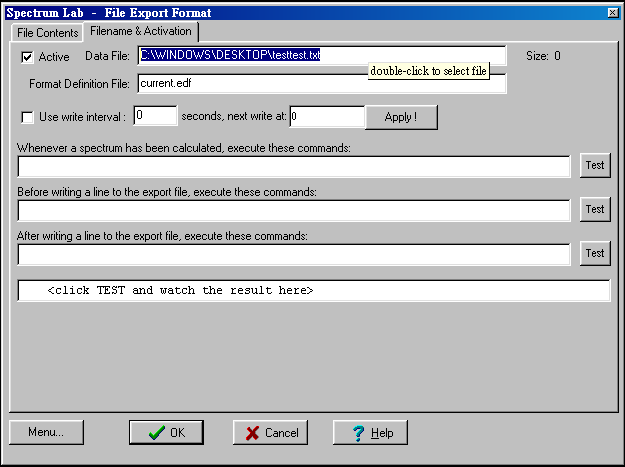 Spectrum Lab - File Export Format
File Contents Filename & Activation
Active Data File: C:\WINDOWS\DESKTOP\testtest.txt Size: 0
double-click to select file
Format Definition File: current.edf
Use write interval : 0 seconds, next write at: 0 Apply !
Whenever a spectrum has been calculated, execute these commands:
Test
Before writing a line to the export file, execute these commands:
Test
After writing a line to the export file, execute these commands:
Test
<click TEST and watch the result here>
Menu... OK Cancel ? Help